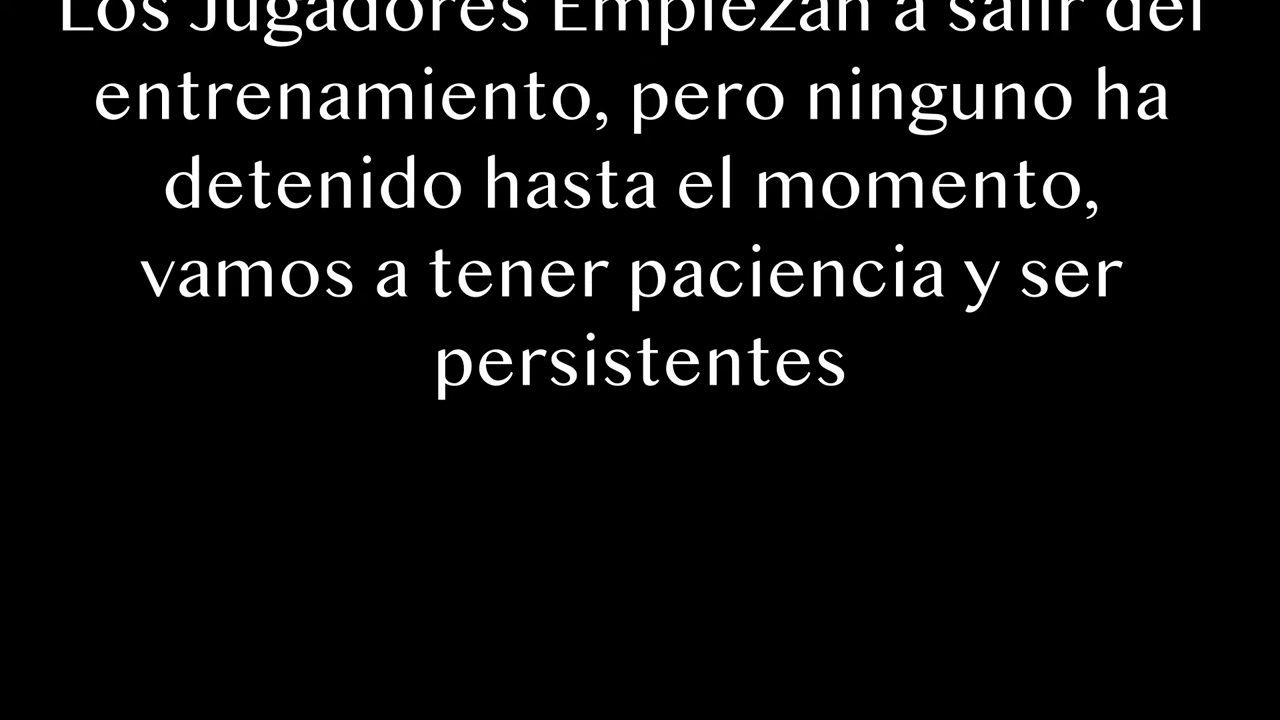 Los Jugadores Empiezan a salir del
entrenamiento, pero ninguno ha
detenido hasta el momento,
vamos a tener paciencia y ser
persistentes